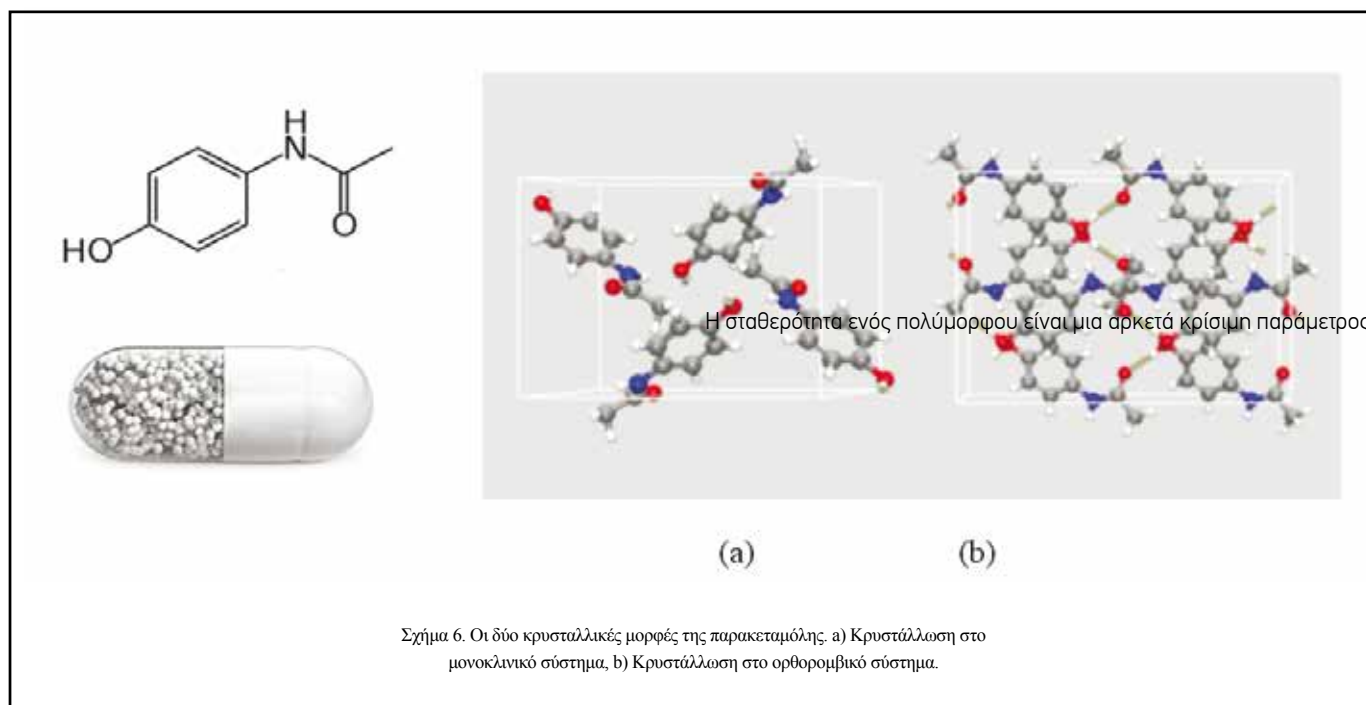 H
N
O
HO
Η σταθερότητα ενός πολύμορφου είναι μια αρκετά κρίσιμη παράμετρος
(a)
(b)
Σχήμα 6. Οι δύο κρυσταλλικές μορφές της παρακεταμόλης. a) Κρυστάλλωση στο
μονοκλινικό σύστημα, b) Κρυστάλλωση στο ορθορομβικό σύστημα.